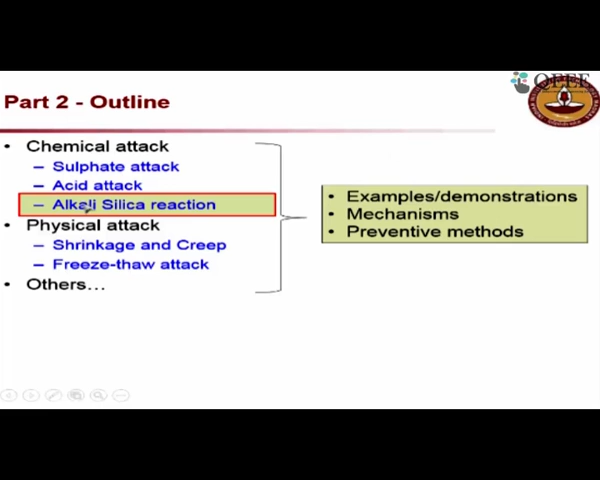 QEEE
Part 2 - Outline
• Chemical attack
– Sulphate attack
– Acid attack
– Alkali Silica reaction
• Physical attack
– Shrinkage and Creep
– Freeze-thaw attack
• Others…
• Examples/demonstrations
• Mechanisms
• Preventive methods